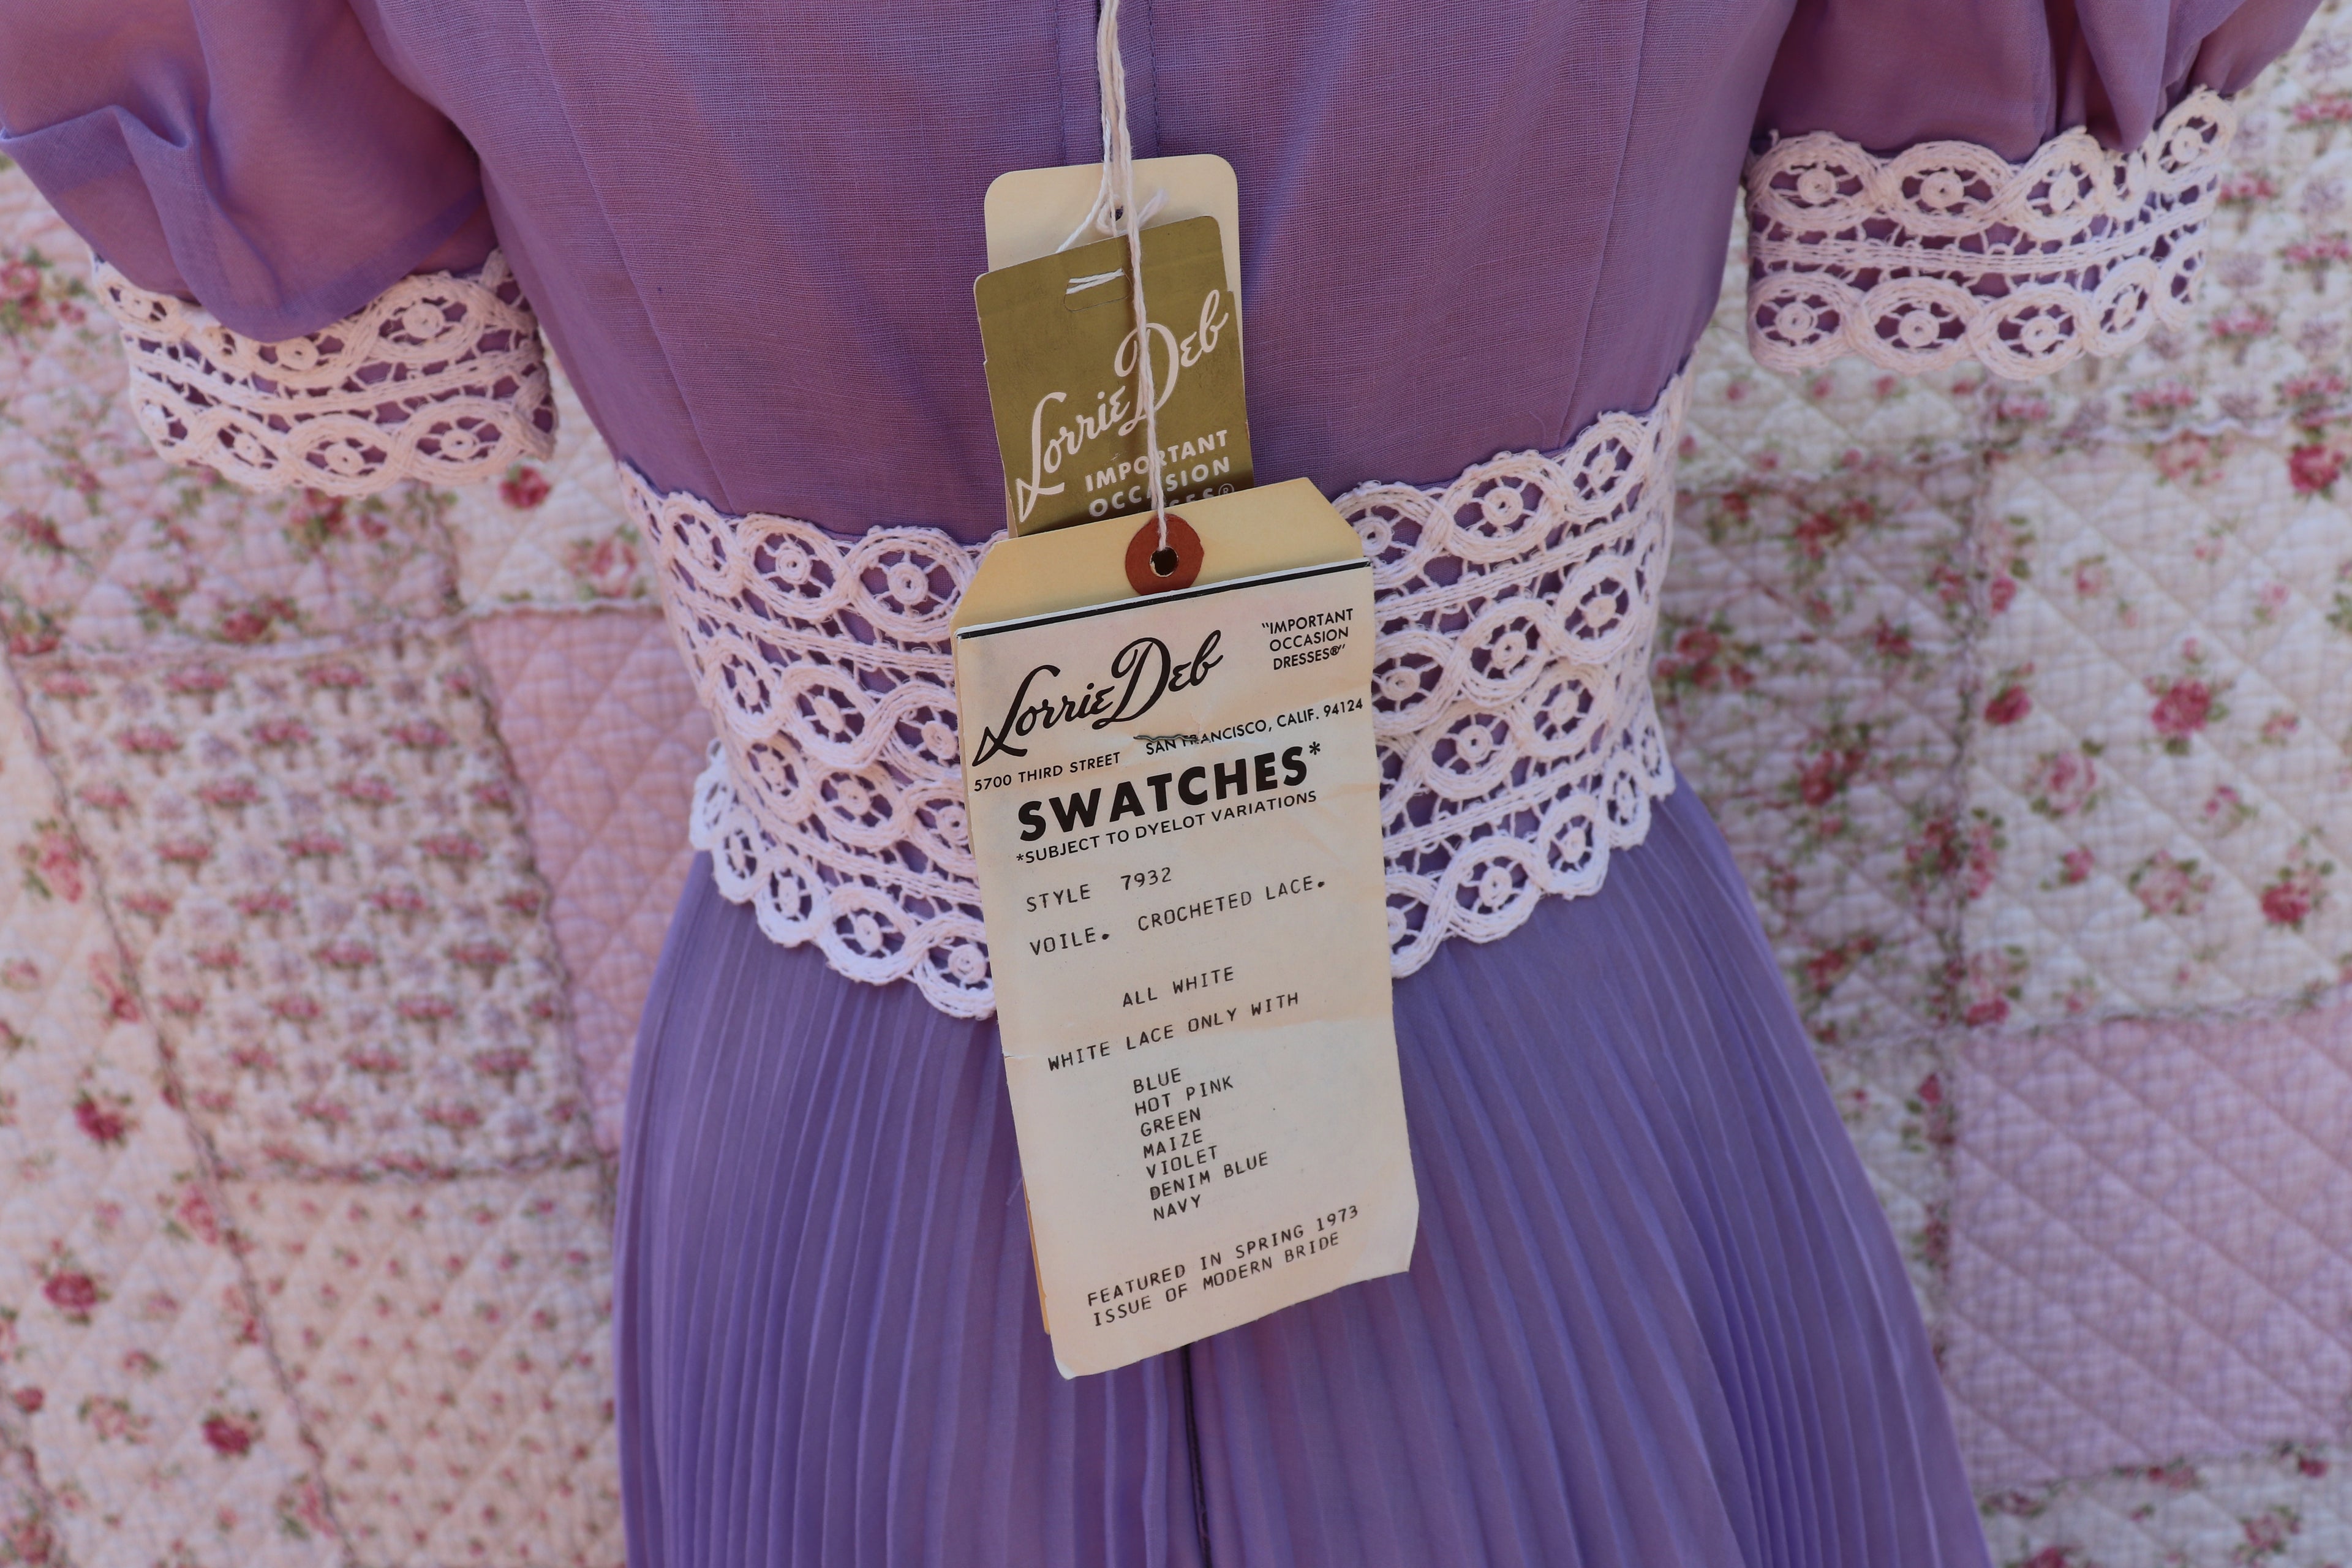 Lorrie Deb
IMPORTANT
OCCASION
Lorrie Deb
"IMPORTANT
OCCASION
DRESSES®"
5700 THIRD STREET SAN FRANCISCO, CALIF. 94124
SWATCHES*
*SUBJECT TO DYELOT VARIATIONS
STYLE 7932
VOILE. CROCHETED LACE.
ALL WHITE
WHITE LACE ONLY WITH
BLUE
HOT PINK
GREEN
MAIZE
VIOLET
DENIM BLUE
NAVY
FEATURED IN SPRING 1973
ISSUE OF MODERN BRIDE